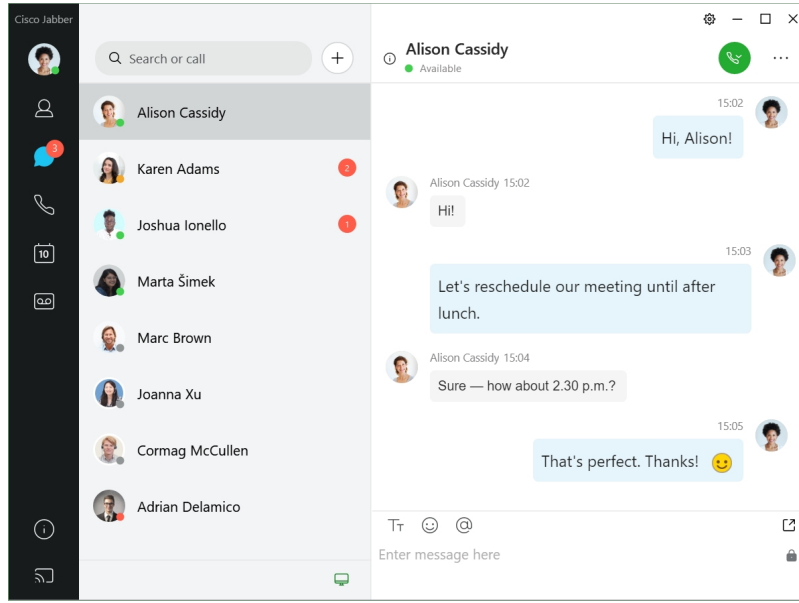 Cisco Jabber
Search or call
Alison Cassidy
Available
Alison Cassidy
Karen Adams
2
Joshua Ionello
1
Marta Šimek
Marc Brown
Joanna Xu
Cormag McCullen
Adrian Delamico
3
10
15:02
Hi, Alison!
Alison Cassidy 15:02
Hi!
15:03
Let's reschedule our meeting until after
lunch.
Alison Cassidy 15:04
Sure — how about 2.30 p.m.?
15:05
That's perfect. Thanks!
Tт
@
Enter message here